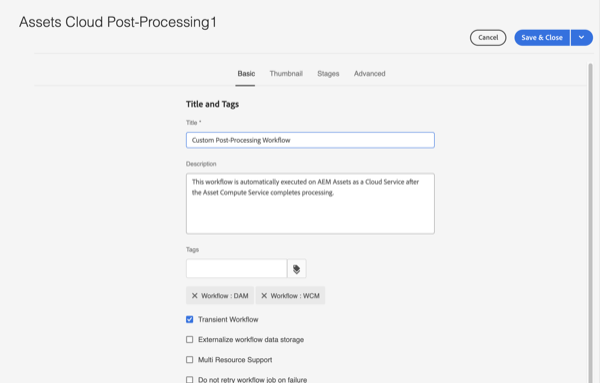 Assets Cloud Post-Processing1
Cancel
Save & Close
Basic Thumbnail Stages Advanced
Title and Tags
Title *
Custom Post-Processing Workflow
Description
This workflow is automatically executed on AEM Assets as a Cloud Service after
the Asset Compute Service completes processing.
Tags
Workflow : DAM Workflow : WCM
Transient Workflow
Externalize workflow data storage
Multi Resource Support
Do not retry workflow job on failure